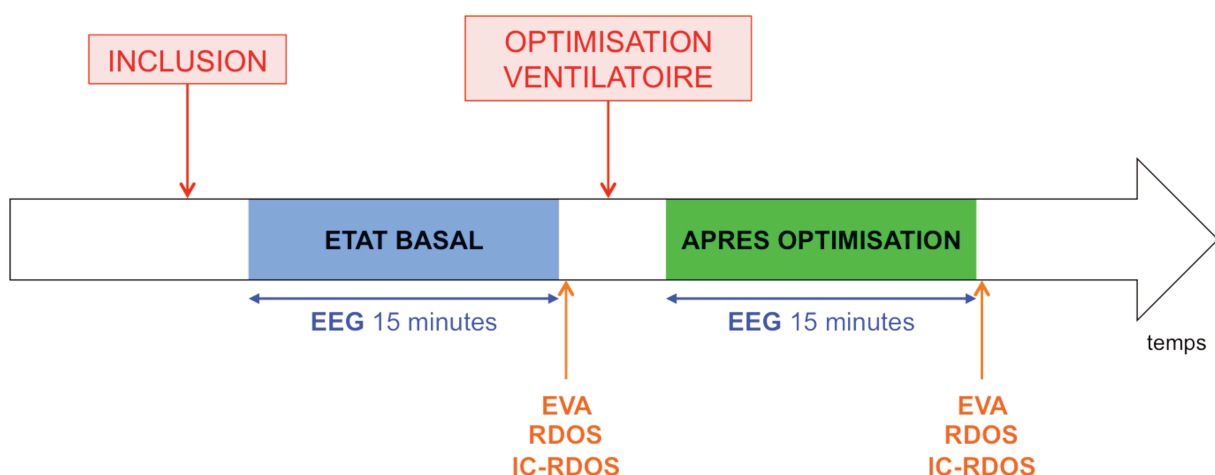 INCLUSION
OPTIMISATION
VENTILATOIRE
ETAT BASAL
APRES OPTIMISATION
EEG 15 minutes
EEG 15 minutes
temps
EVA
RDOS
IC-RDOS
EVA
RDOS
IC-RDOS